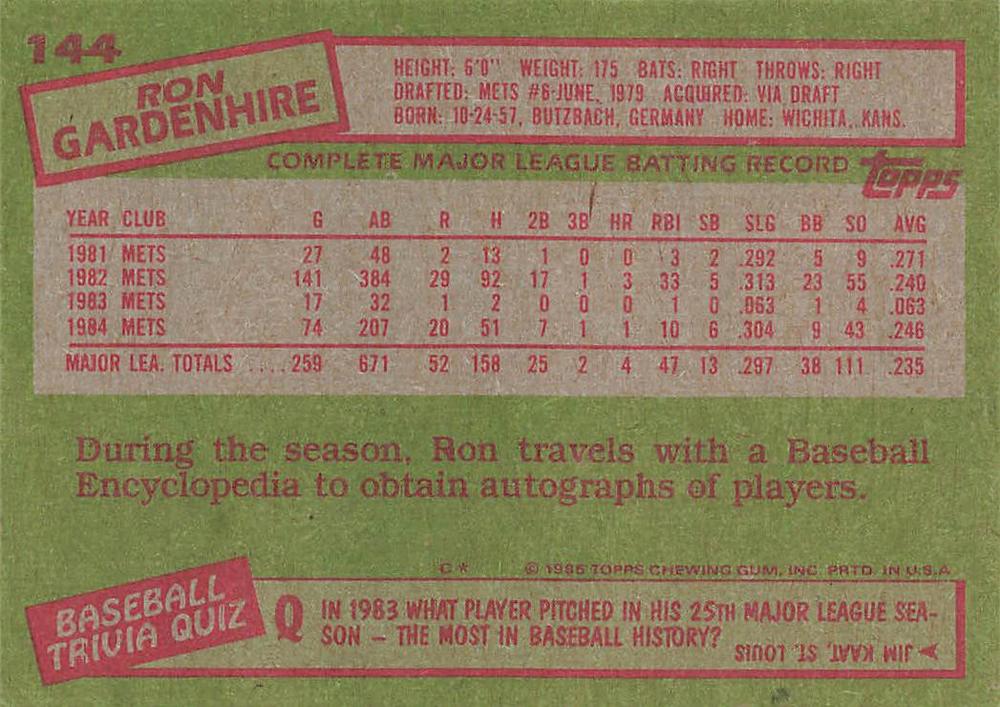 144
RON
GARDENHIRE
HEIGHT: 6'0" WEIGHT: 175 BATS: RIGHT THROWS: RIGHT
DRAFTED: METS #6-JUNE, 1979 ACQUIRED: VIA DRAFT
BORN: 10-24-57, BUTZBACH, GERMANY HOME: WICHITA, KANS.
COMPLETE MAJOR LEAGUE BATTING RECORD
topps
YEAR CLUB G AB R H 2B 3B HR RBI SB SLG BB SO AVG
1981 METS 27 48 2 13 1 0 0 3 2 .292 5 9 .271
1982 METS 141 384 29 92 17 1 3 33 5 .313 23 55 .240
1983 METS 17 32 1 2 0 0 0 1 0 .063 1 4 .063
1984 METS 74 207 20 51 7 1 1 10 6 .304 9 43 .246
MAJOR LEA. TOTALS ....259 671 52 158 25 2 4 47 13 .297 38 111 .235
During the season, Ron travels with a Baseball
Encyclopedia to obtain autographs of players.
C* © 1985 TOPPS CHEWING GUM, INC. PRTD. IN U.S.A.
BASEBALL
TRIVIA QUIZ
Q IN 1983 WHAT PLAYER PITCHED IN HIS 25TH MAJOR LEAGUE SEA-
SON – THE MOST IN BASEBALL HISTORY?
A JIM KAAT, ST. LOUIS